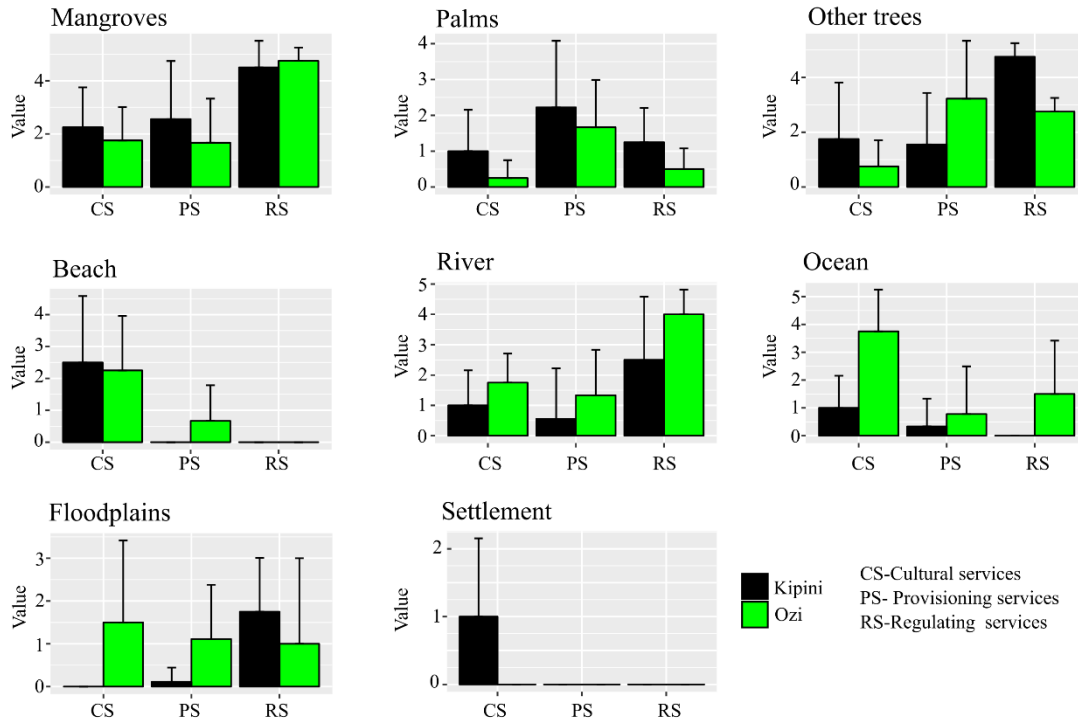 Mangroves
Value
4
2
0
CS PS RS
Palms
Value
4
3
2
1
0
CS PS RS
Other trees
Value
4
2
0
CS PS RS
Beach
Value
4
3
2
1
0
CS PS RS
River
Value
5
4
3
2
1
0
CS PS RS
Ocean
Value
5
4
3
2
1
0
CS PS RS
Floodplains
Value
3
2
1
0
CS PS RS
Settlement
Value
2
1
0
CS PS RS
Kipini
Ozi
CS-Cultural services
PS- Provisioning services
RS-Regulating services